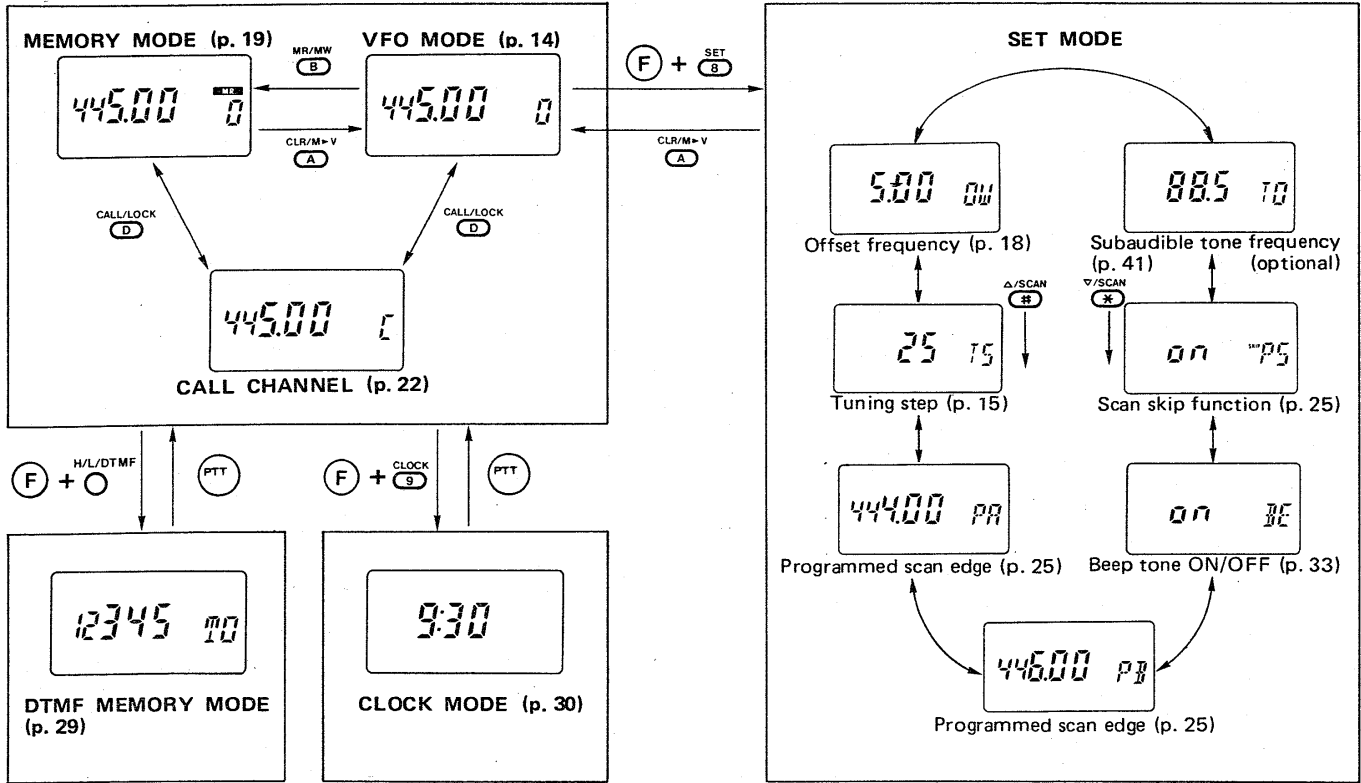 MEMORY MODE (p. 19)
MR/MW
B
VFO MODE (p. 14)
445.00 MR 0
445.00 0
CLR/M►V
A
CALL/LOCK
D
CALL/LOCK
D
445.00 C
CALL CHANNEL (p. 22)
F + SET 8
CLR/M►V
A
F + H/L/DTMF
PTT
F + CLOCK 9
PTT
12345 T0
DTMF MEMORY MODE
(p. 29)
9:30
CLOCK MODE (p. 30)
SET MODE
5.00 OW
Offset frequency (p. 18)
88.5 TO
Subaudible tone frequency
(p. 41) (optional)
△/SCAN
#
▽/SCAN
*
25 TS
Tuning step (p. 15)
on SKIP PS
Scan skip function (p. 25)
444.00 PA
Programmed scan edge (p. 25)
on BE
Beep tone ON/OFF (p. 33)
446.00 PB
Programmed scan edge (p. 25)